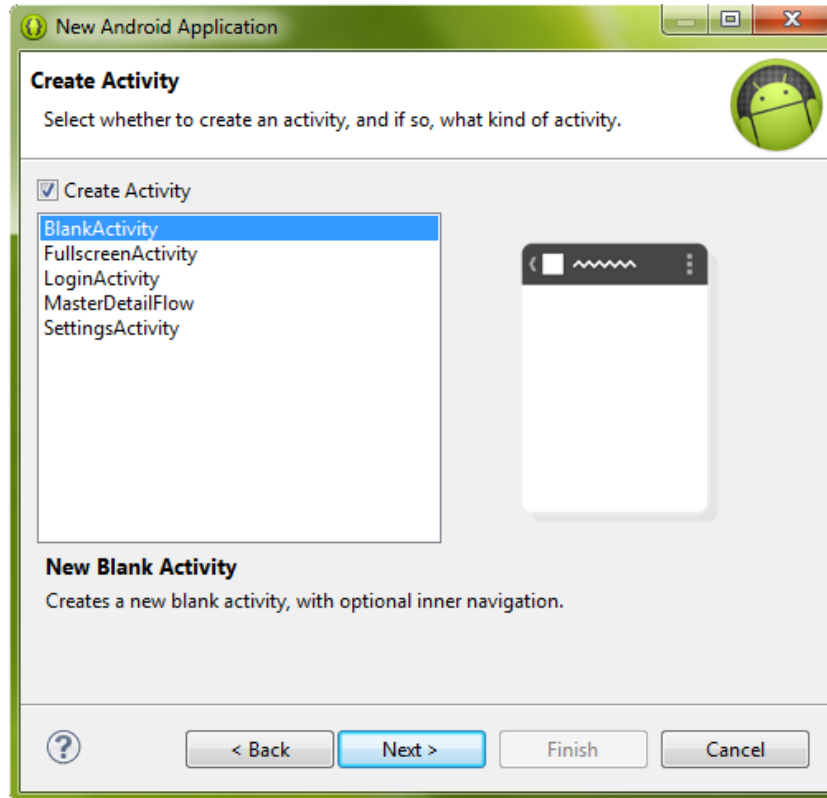 New Android Application
Create Activity
Select whether to create an activity, and if so, what kind of activity.
Create Activity
BlankActivity
FullscreenActivity
LoginActivity
MasterDetailFlow
SettingsActivity
New Blank Activity
Creates a new blank activity, with optional inner navigation.
? < Back Next > Finish Cancel